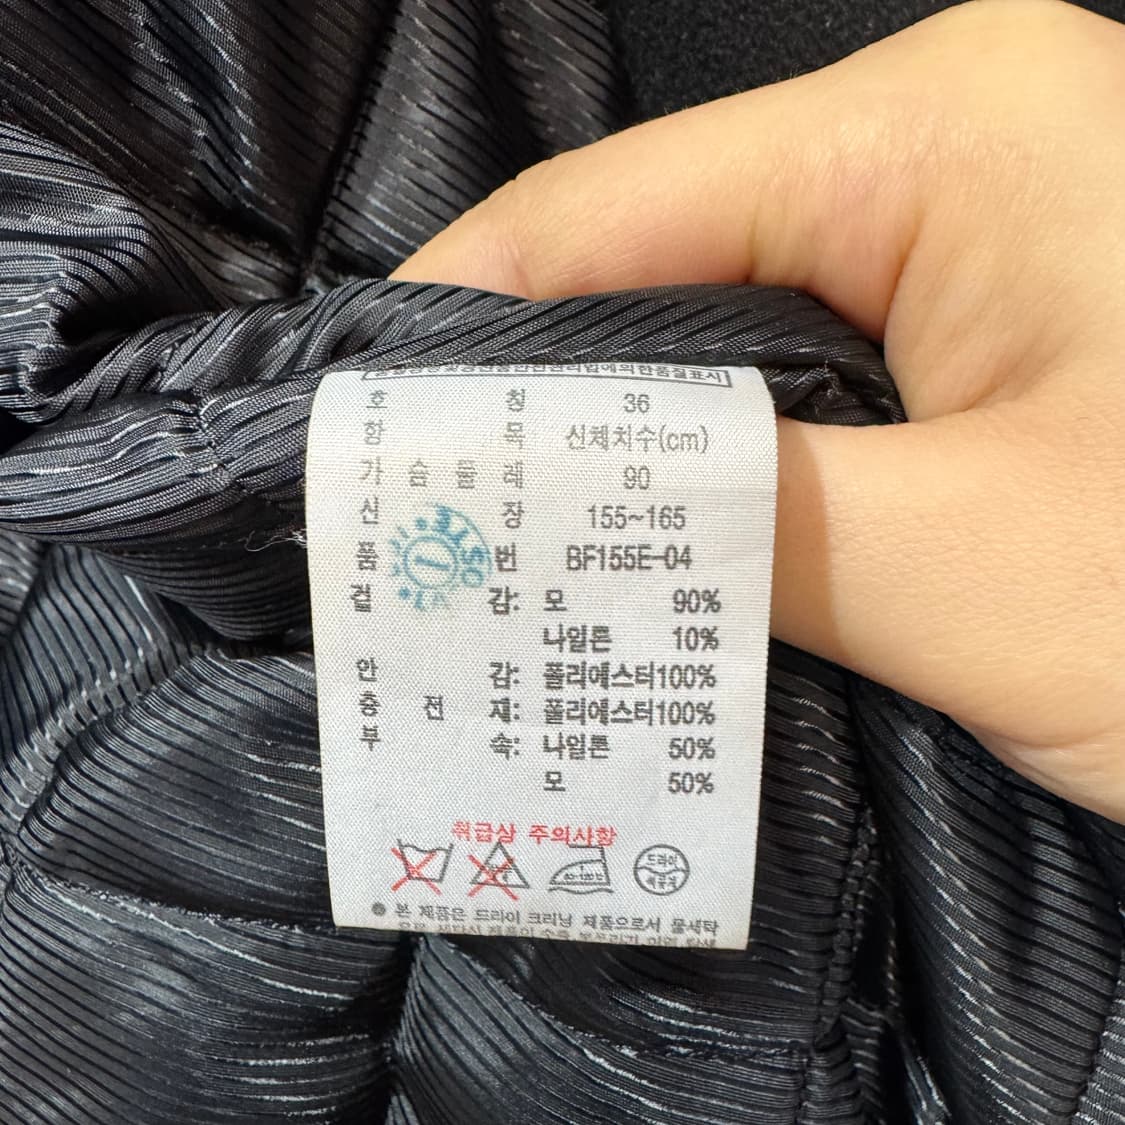 호 칭 36
항 목 신체치수(cm)
가 슴 둘 레 90
신 장 155~165
품 번 BF155E-04
겉 감: 모 90%
나일론 10%
안 감: 폴리에스터100%
충 전 재: 폴리에스터100%
부 속: 나일론 50%
모 50%
취급상 주의사항
드라이
● 본 제품은 드라이 크리닝 제품으로서 물세탁